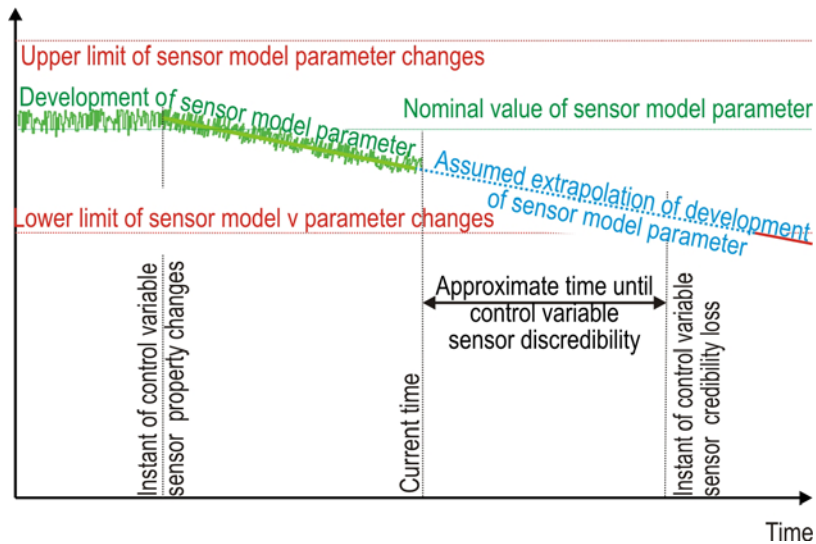 Upper limit of sensor model parameter changes
Development of sensor model parameter
Nominal value of sensor model parameter
Assumed extrapolation of development
of sensor model parameter
Lower limit of sensor model v parameter changes
Approximate time until
control variable
sensor discredibility
Instant of control variable
sensor property changes
Current time
Instant of control variable
sensor credibility loss
Time